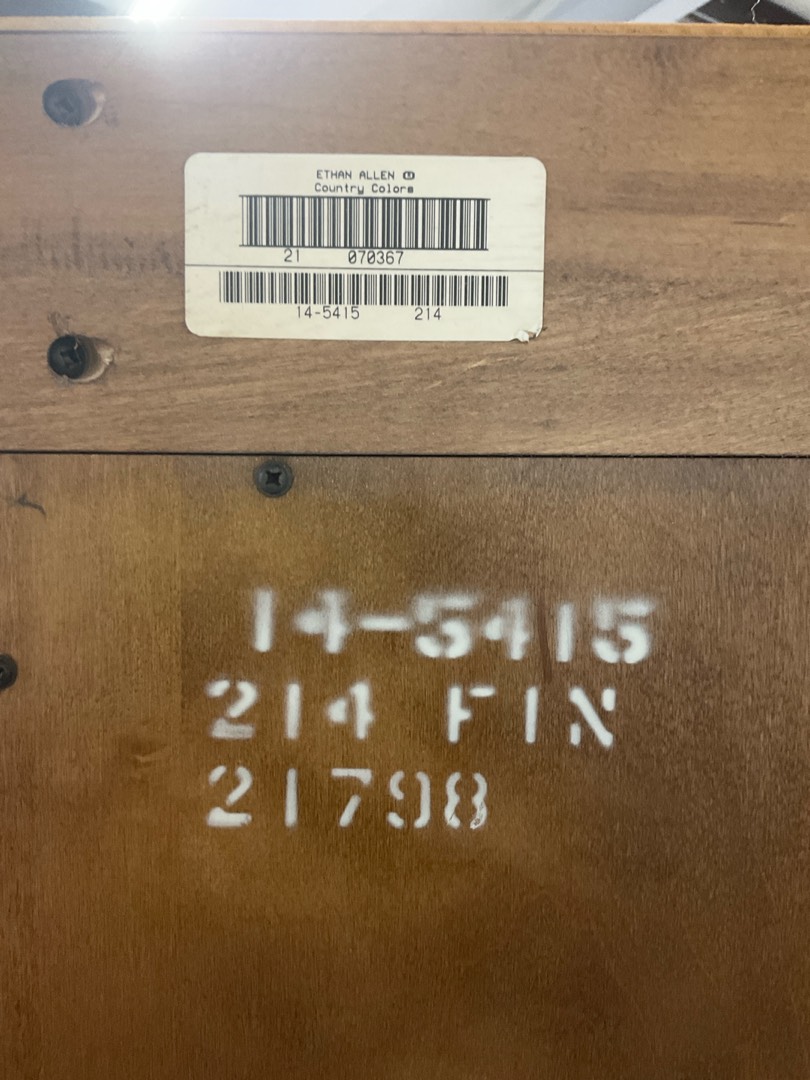 ETHAN ALLEN
Country Colors
21 070367
14-5415 214
14-5415
214 FIN
21798